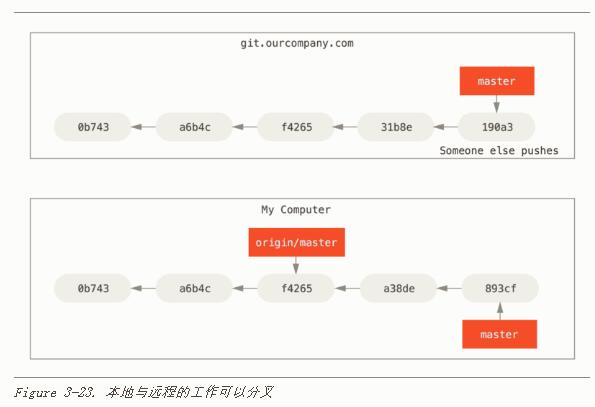 git.ourcompany.com
master
0b743 a6b4c f4265 31b8e 190a3
Someone else pushes
My Computer
origin/master
0b743 a6b4c f4265 a38de 893cf
master
Figure 3-23. 本地与远程的工作可以分叉